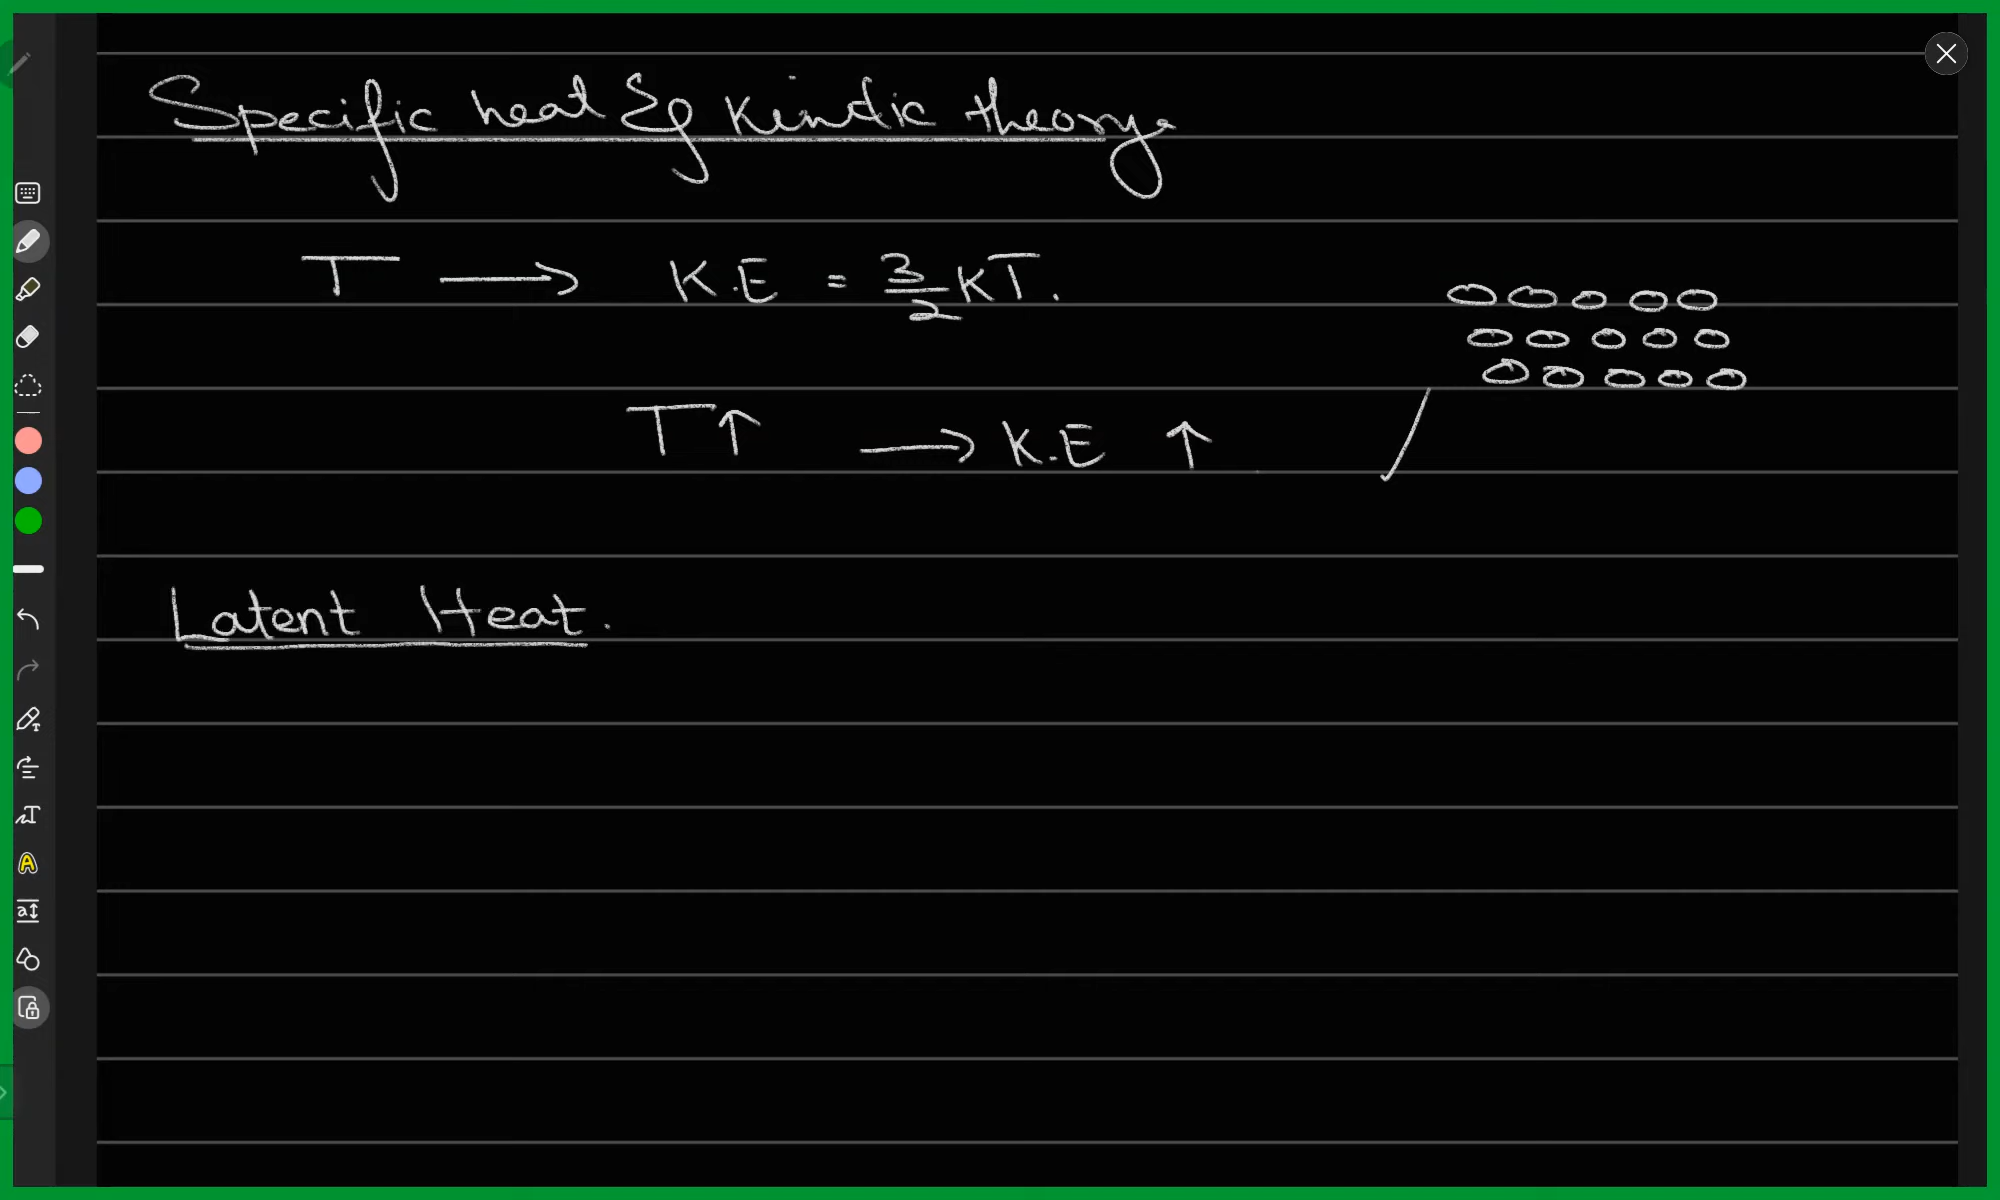 Specific heat & kinetic theory
T → K.E = 3/2 kT.
T↑ → K.E ↑
Latent Heat.